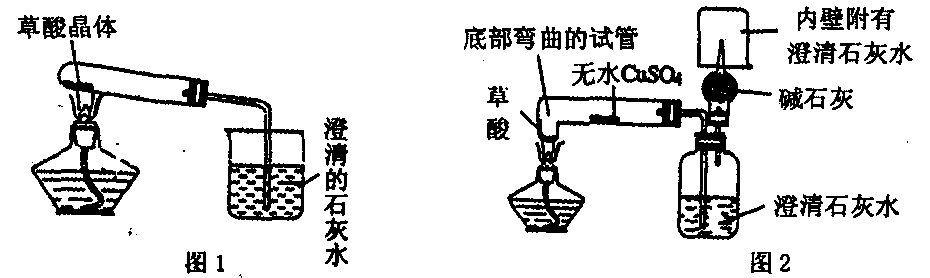 草酸晶体
澄清的石灰水
图1
底部弯曲的试管
无水CuSO₄
草酸
内壁附有
澄清石灰水
碱石灰
澄清石灰水
图2